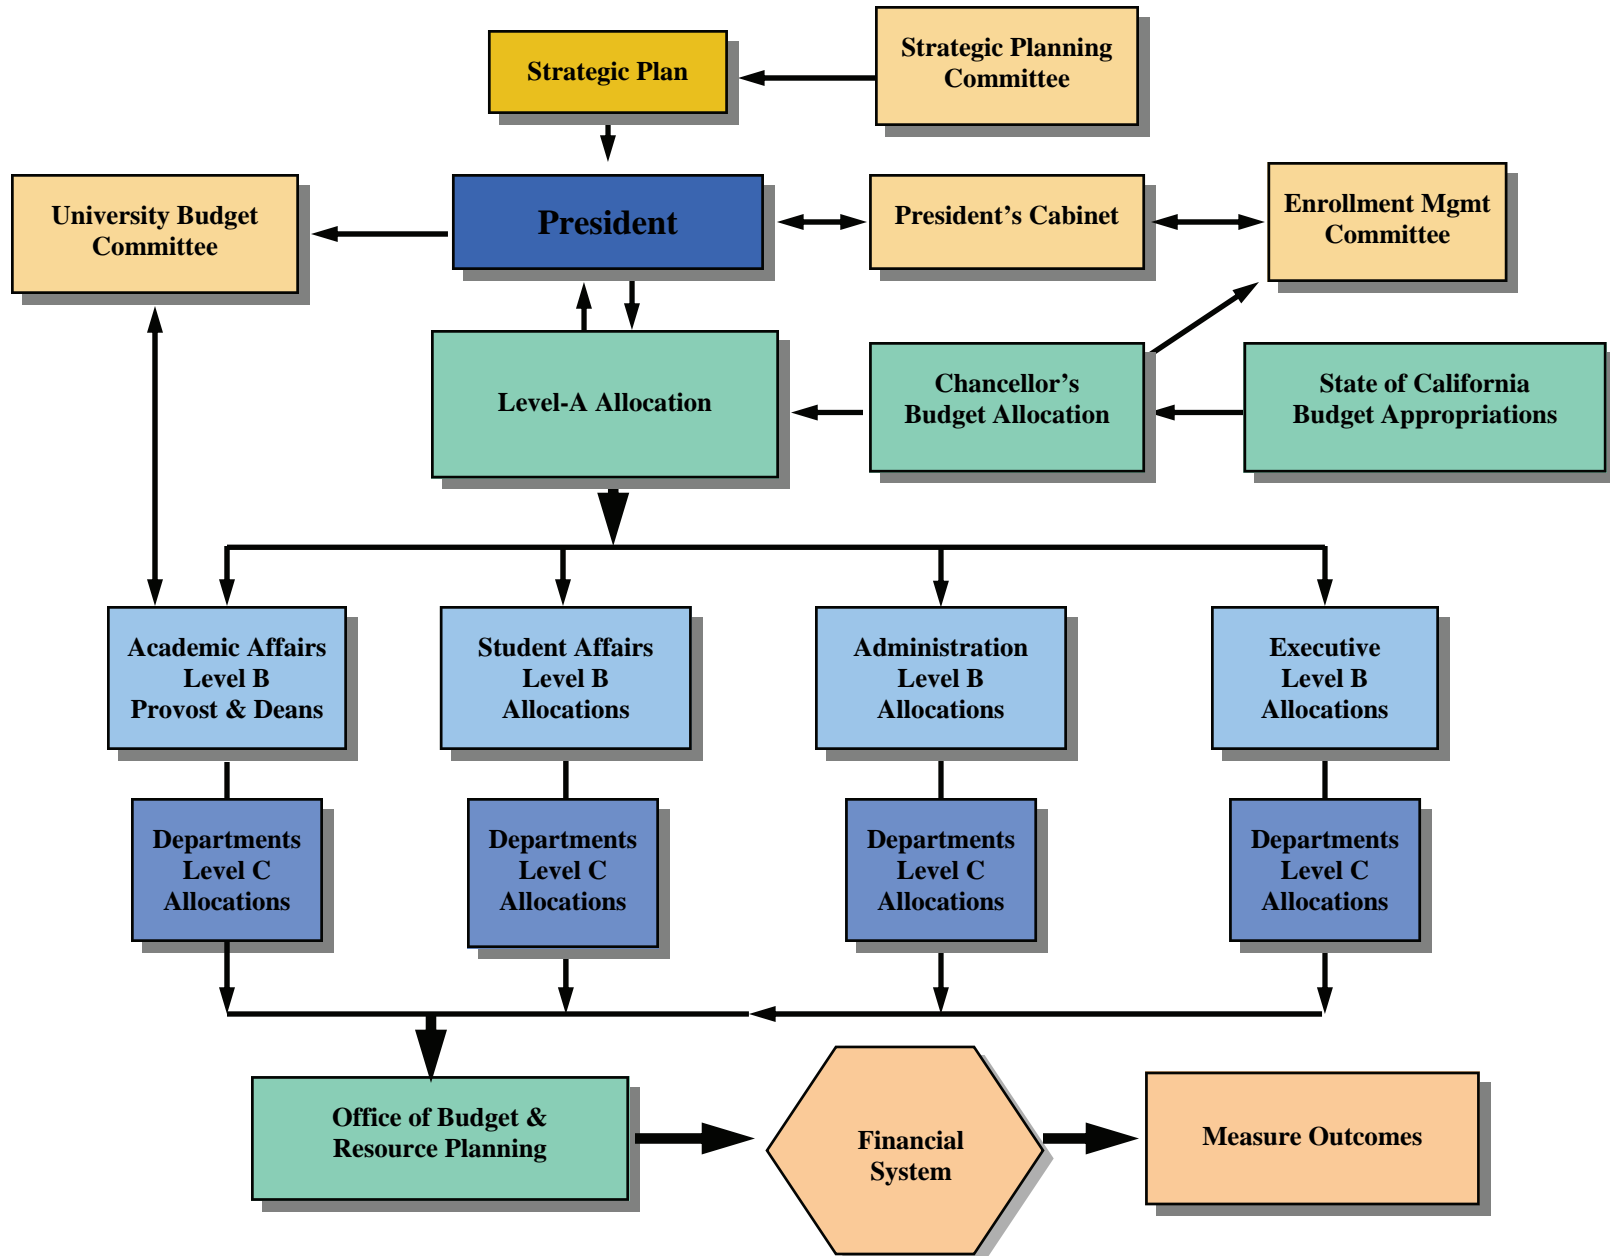 Strategic Plan
Strategic Planning
Committee
University Budget
Committee
President
President’s Cabinet
Enrollment Mgmt
Committee
Level-A Allocation
Chancellor’s
Budget Allocation
State of California
Budget Appropriations
Academic Affairs
Level B
Provost & Deans
Student Affairs
Level B
Allocations
Administration
Level B
Allocations
Executive
Level B
Allocations
Departments
Level C
Allocations
Departments
Level C
Allocations
Departments
Level C
Allocations
Departments
Level C
Allocations
Office of Budget &
Resource Planning
Financial
System
Measure Outcomes